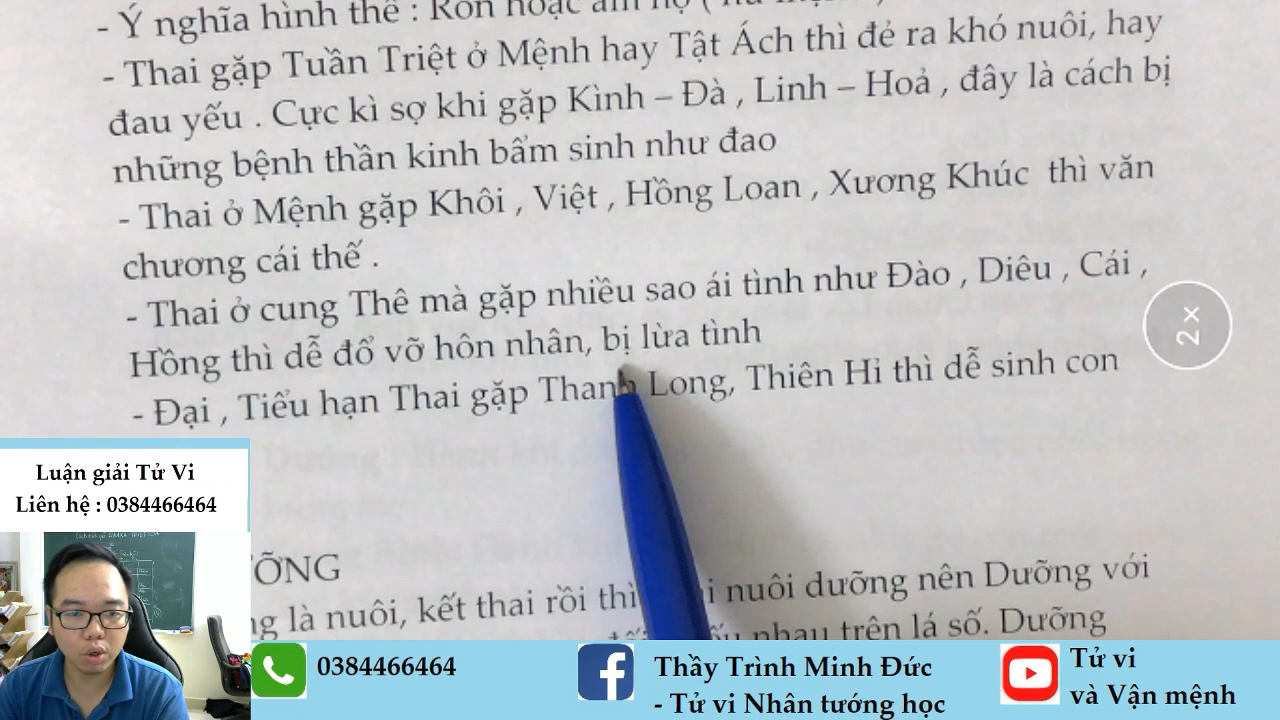 - Ý nghĩa hình thể : Rốn hoặc âm hộ (
- Thai gặp Tuần Triệt ở Mệnh hay Tật Ách thì đẻ ra khó nuôi, hay
đau yếu . Cực kì sợ khi gặp Kình – Đà , Linh – Hoả , đây là cách bị
những bệnh thần kinh bẩm sinh như đao
- Thai ở Mệnh gặp Khôi , Việt , Hồng Loan , Xương Khúc thì văn
chương cái thế .
- Thai ở cung Thê mà gặp nhiều sao ái tình như Đào , Diêu , Cái ,
Hồng thì dễ đổ vỡ hôn nhân, bị lừa tình
- Đại , Tiểu hạn Thai gặp Thanh Long, Thiên Hỉ thì dễ sinh con
2×
Luận giải Tử Vi
Liên hệ : 0384466464
ƯỠNG
là nuôi, kết thai rồi thì nuôi dưỡng nên Dưỡng với
nhau trên lá số. Dưỡng
0384466464
Thầy Trình Minh Đức
- Tử vi Nhân tướng học
Tử vi
và Vận mệnh